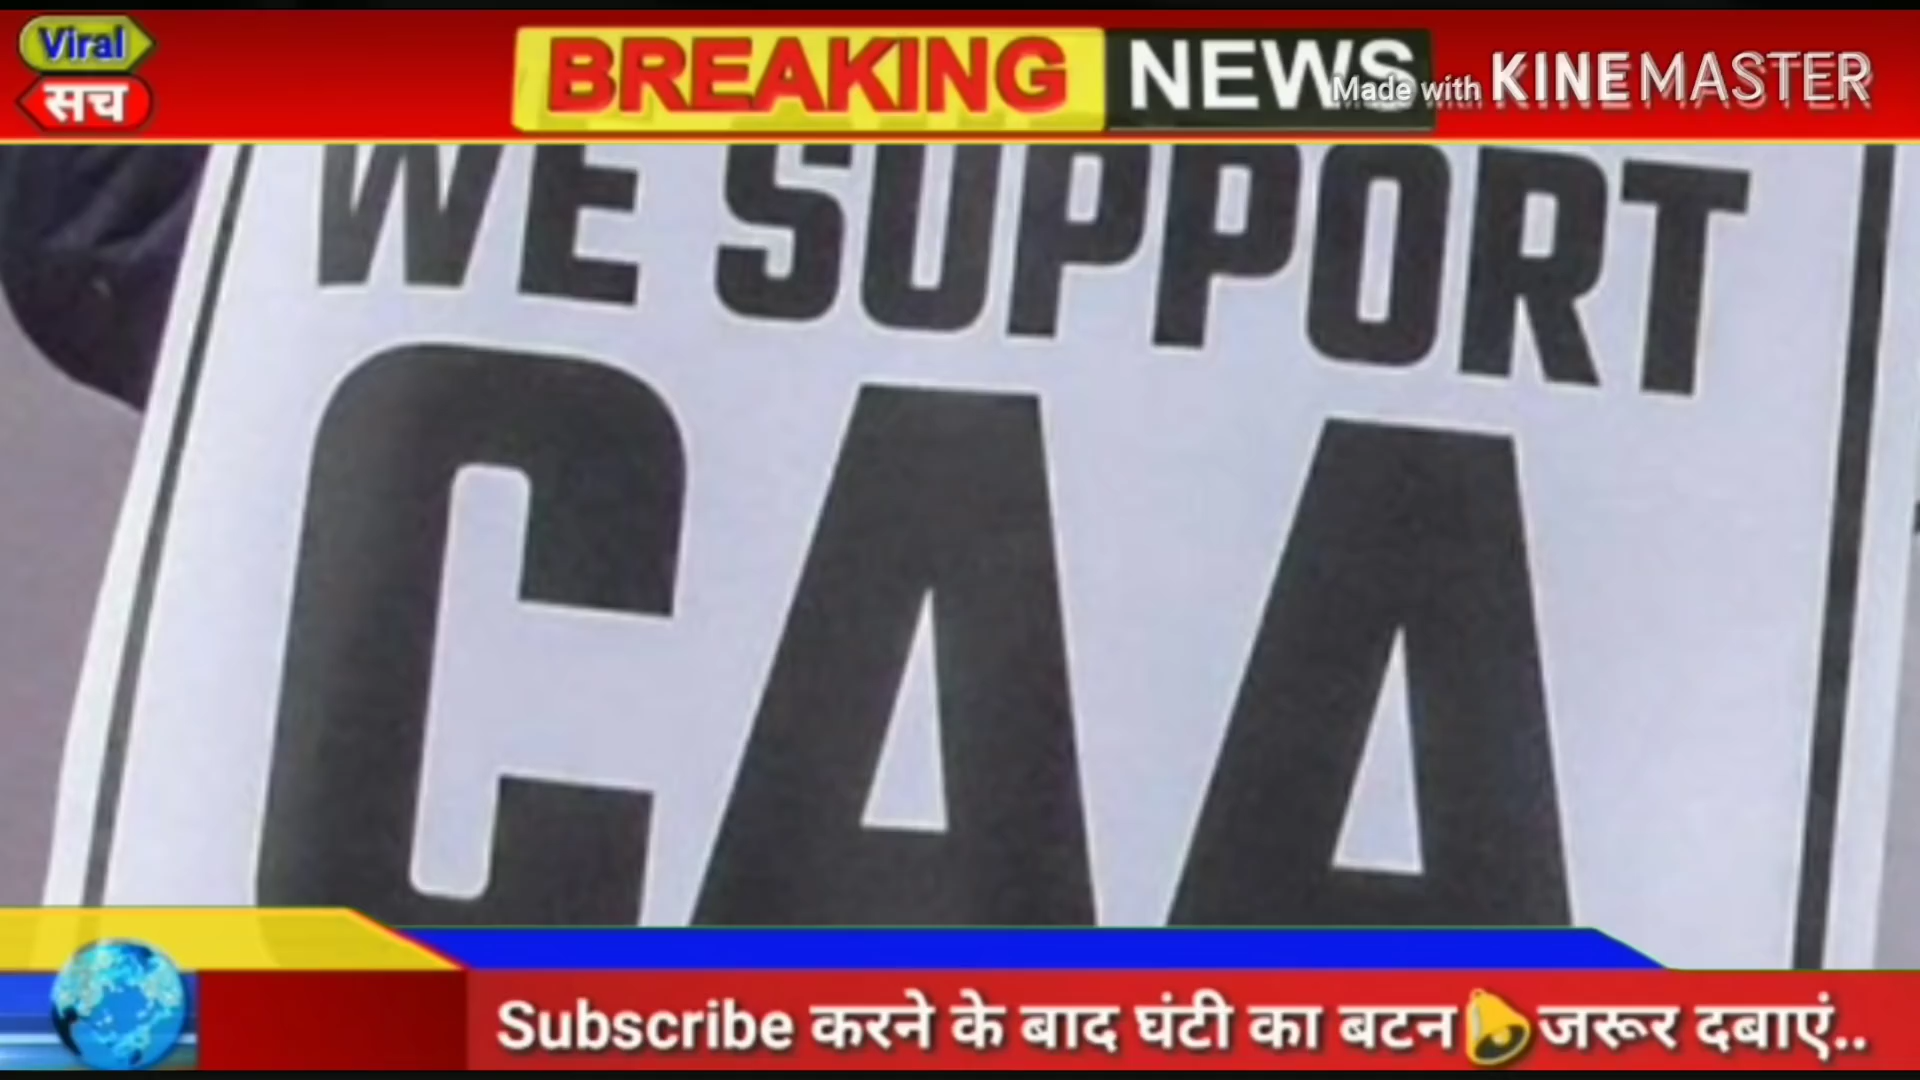 Viral
सच
BREAKING NEWS
Made with KINEMASTER
WE SUPPORT
CAA
Subscribe करने के बाद घंटी का बटन जरूर दबाएं..